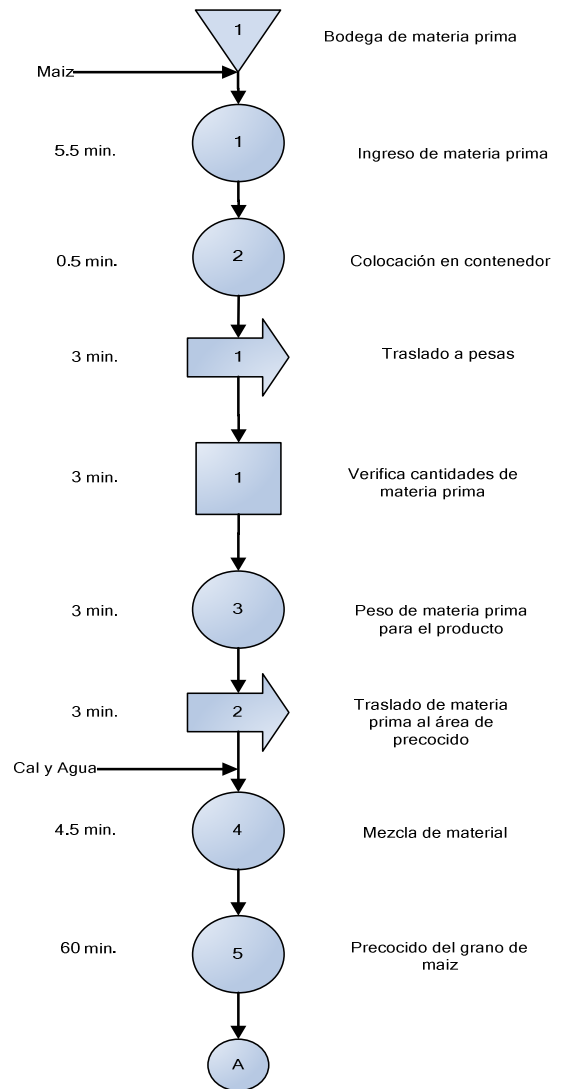 1
Bodega de materia prima
Maiz
5.5 min.
1
Ingreso de materia prima
0.5 min.
2
Colocación en contenedor
3 min.
1
Traslado a pesas
3 min.
1
Verifica cantidades de
materia prima
3 min.
3
Peso de materia prima
para el producto
3 min.
2
Traslado de materia
prima al área de
precocido
Cal y Agua
4.5 min.
4
Mezcla de material
60 min.
5
Precocido del grano de
maiz
A